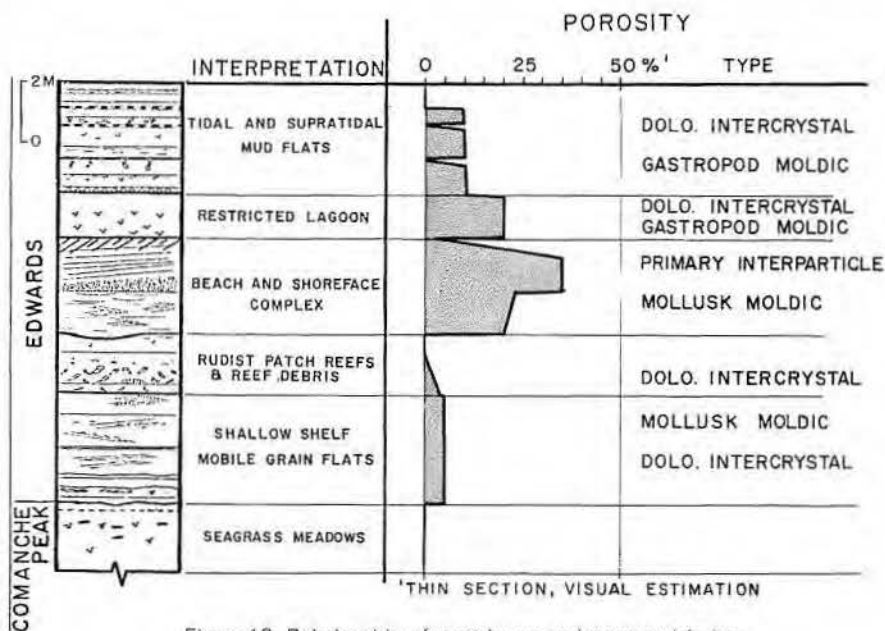 POROSITY
INTERPRETATION
0 25 50 %' TYPE
2M
0
EDWARDS
COMANCHE PEAK
TIDAL AND SUPRATIDAL
MUD FLATS
DOLO. INTERCRYSTAL
GASTROPOD MOLDIC
RESTRICTED LAGOON
DOLO. INTERCRYSTAL
GASTROPOD MOLDIC
BEACH AND SHOREFACE
COMPLEX
PRIMARY INTERPARTICLE
MOLLUSK MOLDIC
RUDIST PATCH REEFS
& REEF DEBRIS
DOLO. INTERCRYSTAL
SHALLOW SHELF
MOBILE GRAIN FLATS
MOLLUSK MOLDIC
DOLO. INTERCRYSTAL
SEAGRASS MEADOWS
'THIN SECTION, VISUAL ESTIMATION